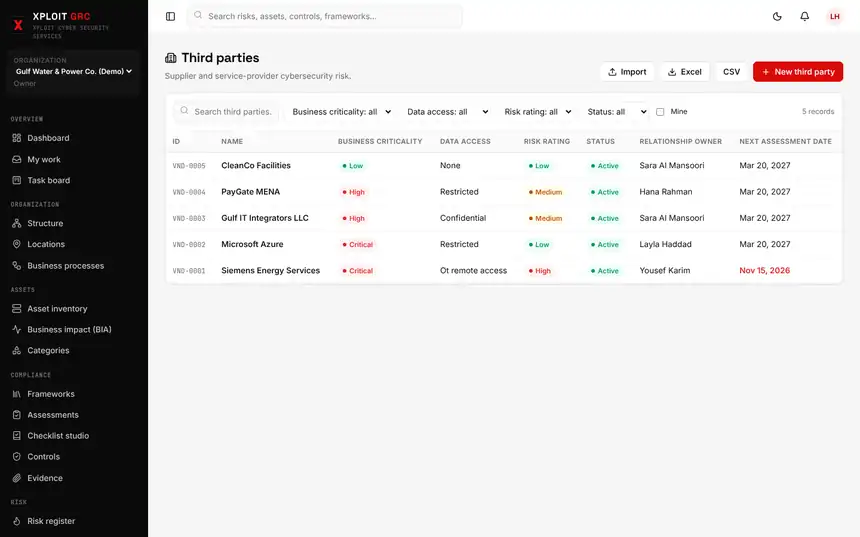 XPLOIT GRC
XPLOIT CYBER SECURITY
SERVICES
Search risks, assets, controls, frameworks...
LH
ORGANIZATION
Gulf Water & Power Co. (Demo)
Owner
OVERVIEW
Dashboard
My work
Task board
ORGANIZATION
Structure
Locations
Business processes
ASSETS
Asset inventory
Business impact (BIA)
Categories
COMPLIANCE
Frameworks
Assessments
Checklist studio
Controls
Evidence
RISK
Risk register
Third parties
Supplier and service-provider cybersecurity risk.
Import Excel CSV + New third party
Search third parties. Business criticality: all Data access: all Risk rating: all Status: all Mine 5 records
ID NAME BUSINESS CRITICALITY DATA ACCESS RISK RATING STATUS RELATIONSHIP OWNER NEXT ASSESSMENT DATE
VND-0005 CleanCo Facilities Low None Low Active Sara Al Mansoori Mar 20, 2027
VND-0004 PayGate MENA High Restricted Medium Active Hana Rahman Mar 20, 2027
VND-0003 Gulf IT Integrators LLC High Confidential Medium Active Sara Al Mansoori Mar 20, 2027
VND-0002 Microsoft Azure Critical Restricted Low Active Layla Haddad Mar 20, 2027
VND-0001 Siemens Energy Services Critical Ot remote access High Active Yousef Karim Nov 15, 2026